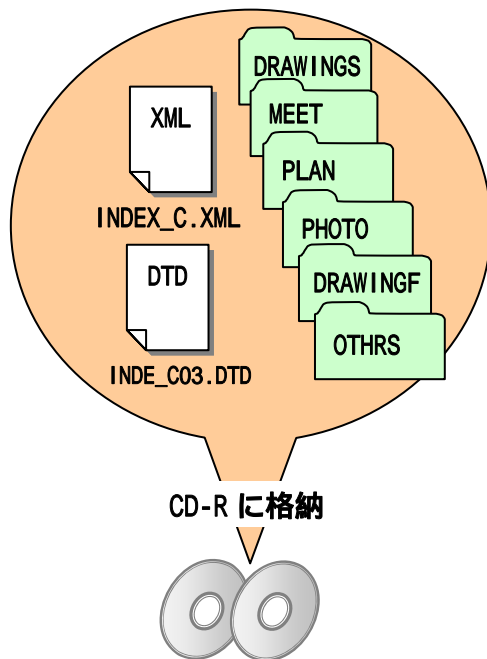 XML
INDEX_C.XML
DTD
INDE_C03.DTD
DRAWINGS
MEET
PLAN
PHOTO
DRAWINGF
OTHRS
CD-R に格納